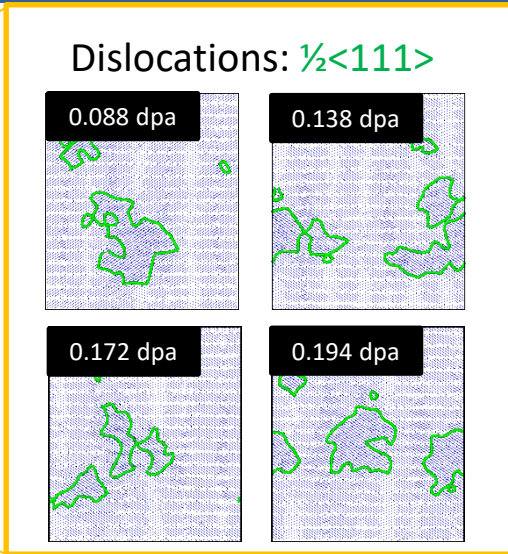 Dislocations: ½<111>
0.088 dpa
0.138 dpa
0.172 dpa
0.194 dpa